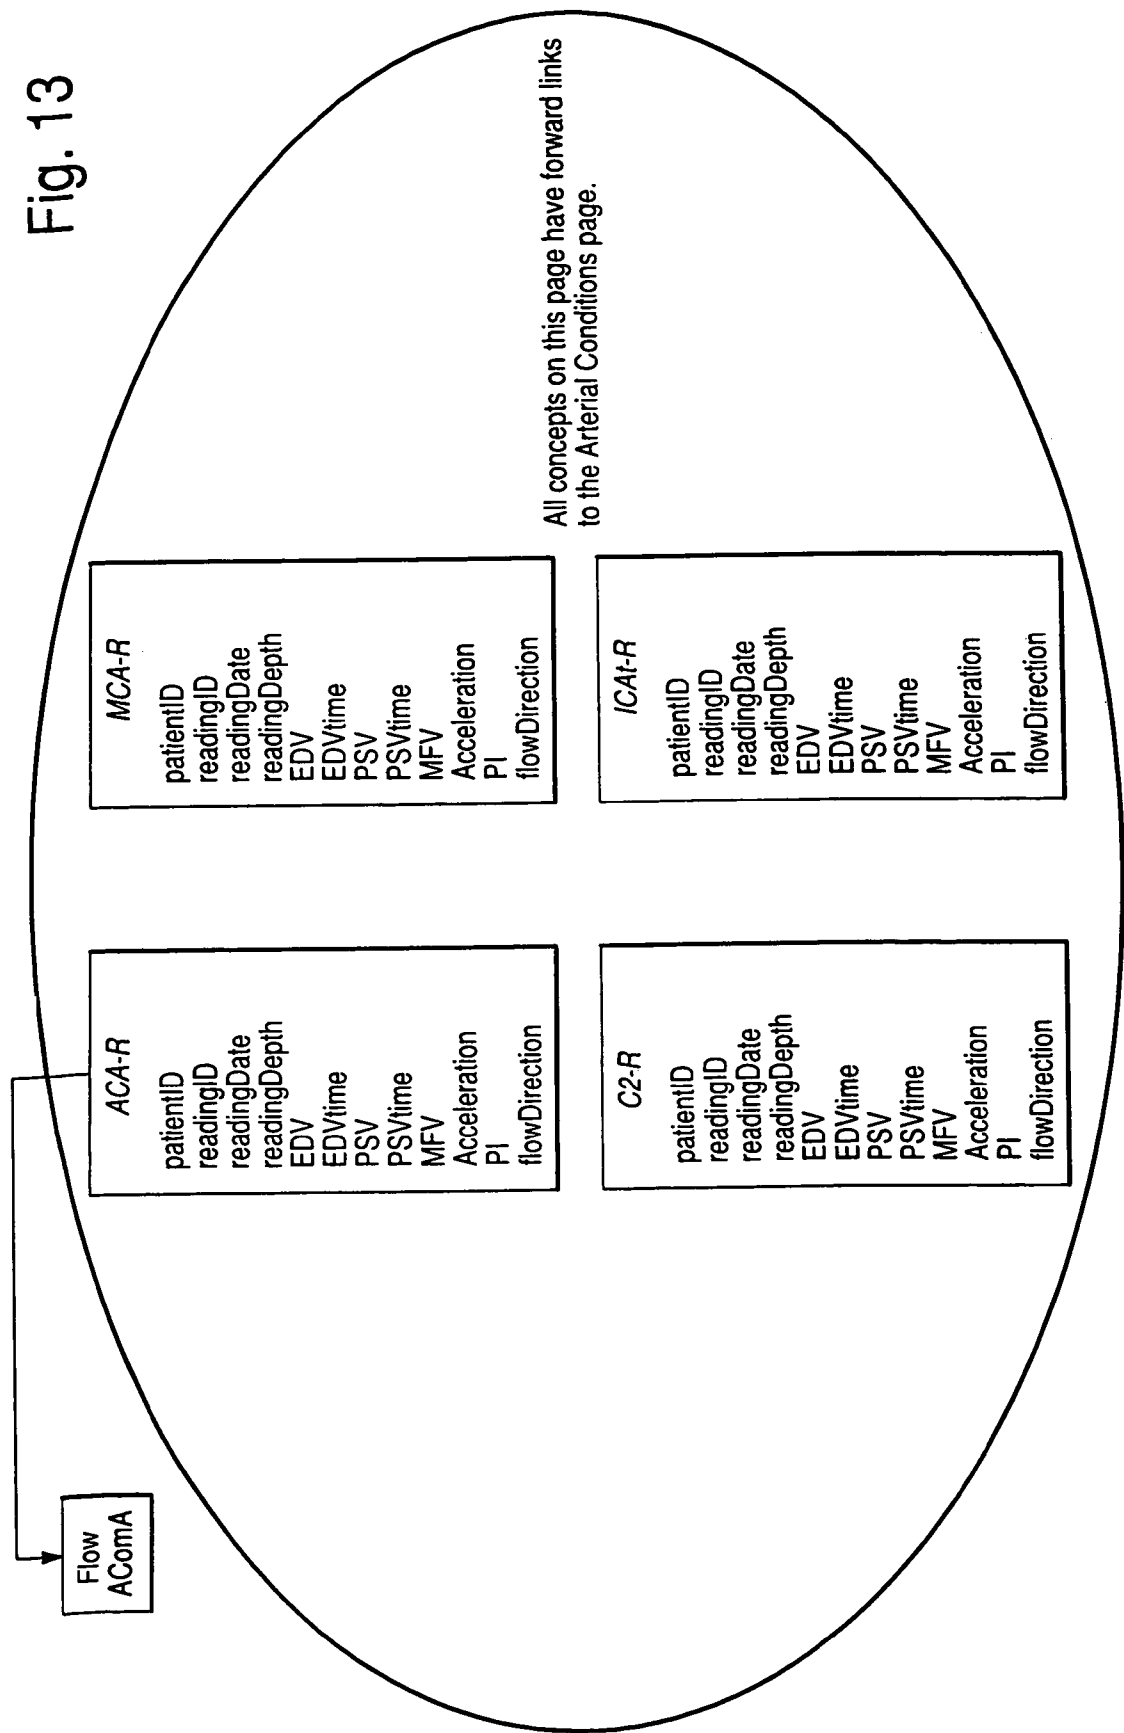 Fig. 13
Flow
AComA
ACA-R
patientID
readingID
readingDate
readingDepth
EDV
EDVtime
PSV
PSVtime
MFV
Acceleration
PI
flowDirection
MCA-R
patientID
readingID
readingDate
readingDepth
EDV
EDVtime
PSV
PSVtime
MFV
Acceleration
PI
flowDirection
C2-R
patientID
readingID
readingDate
readingDepth
EDV
EDVtime
PSV
PSVtime
MFV
Acceleration
PI
flowDirection
ICAt-R
patientID
readingID
readingDate
readingDepth
EDV
EDVtime
PSV
PSVtime
MFV
Acceleration
PI
flowDirection
All concepts on this page have forward links
to the Arterial Conditions page.